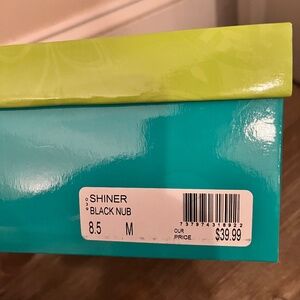 SHINER
BLACK NUB
8.5 M
OUR
PRICE $39.99